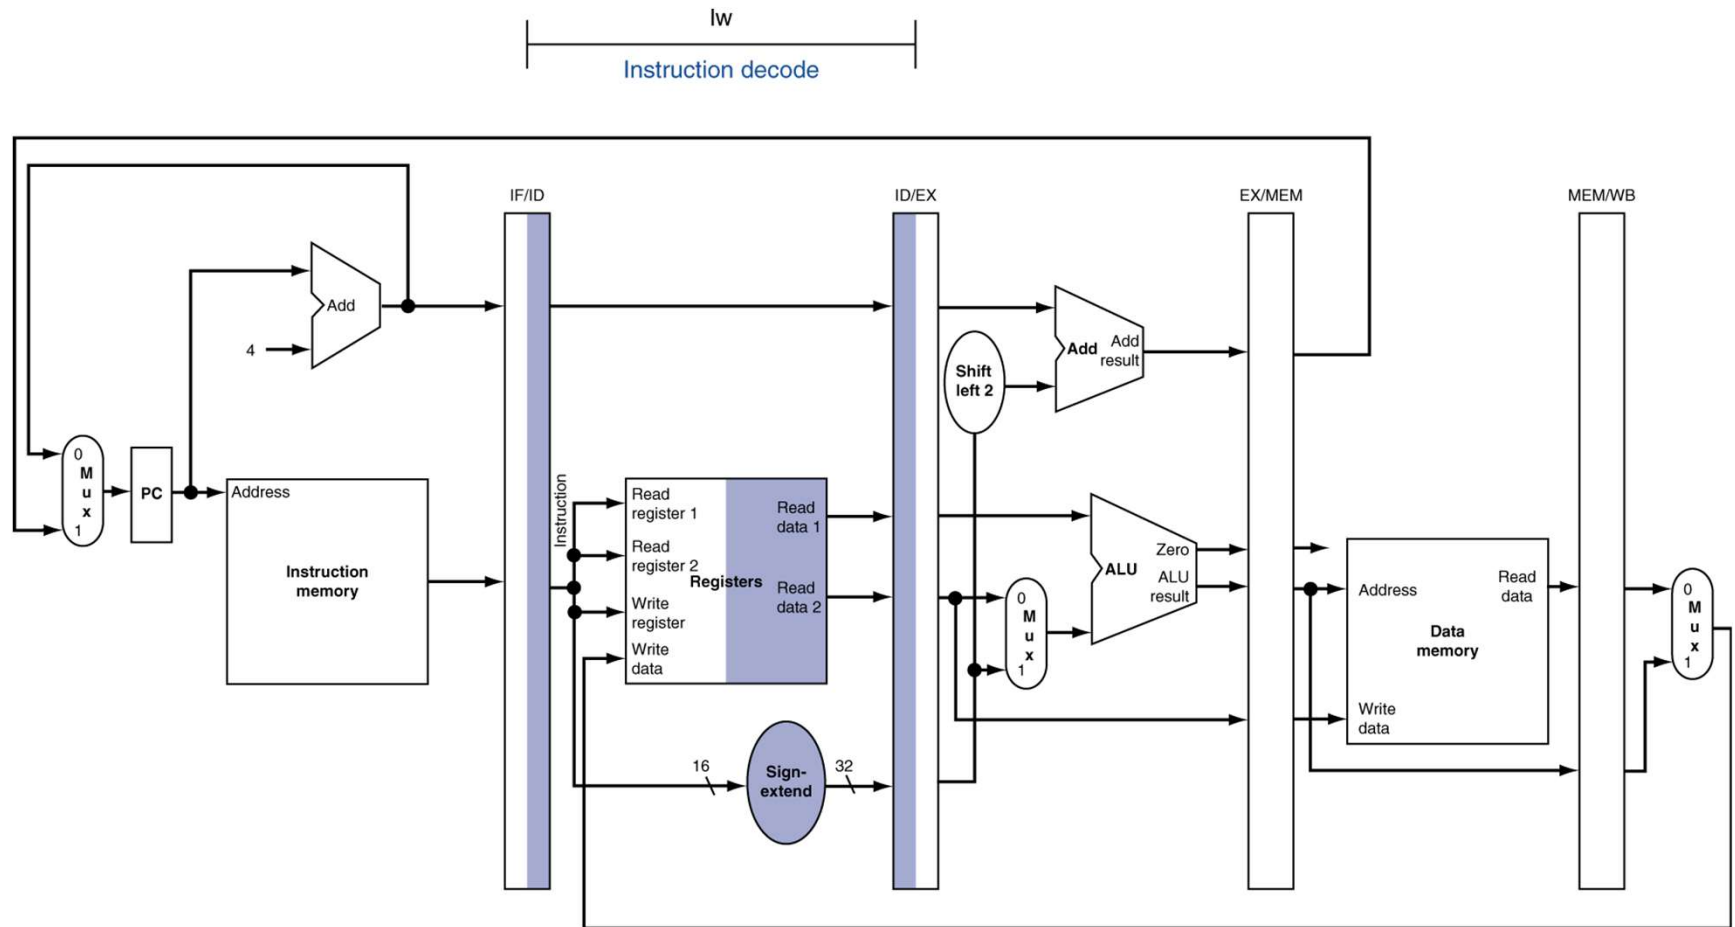 lw
Instruction decode
IF/ID
ID/EX
EX/MEM
MEM/WB
Add
4
Shift
left 2
Add
Add
result
0
M
u
x
1
PC
Address
Instruction
memory
Instruction
Read
register 1
Read
register 2
Write
register
Write
data
Registers
Read
data 1
Read
data 2
16
Sign-
extend
32
0
M
u
x
1
ALU
Zero
ALU
result
Address
Write
data
Data
memory
Read
data
0
M
u
x
1